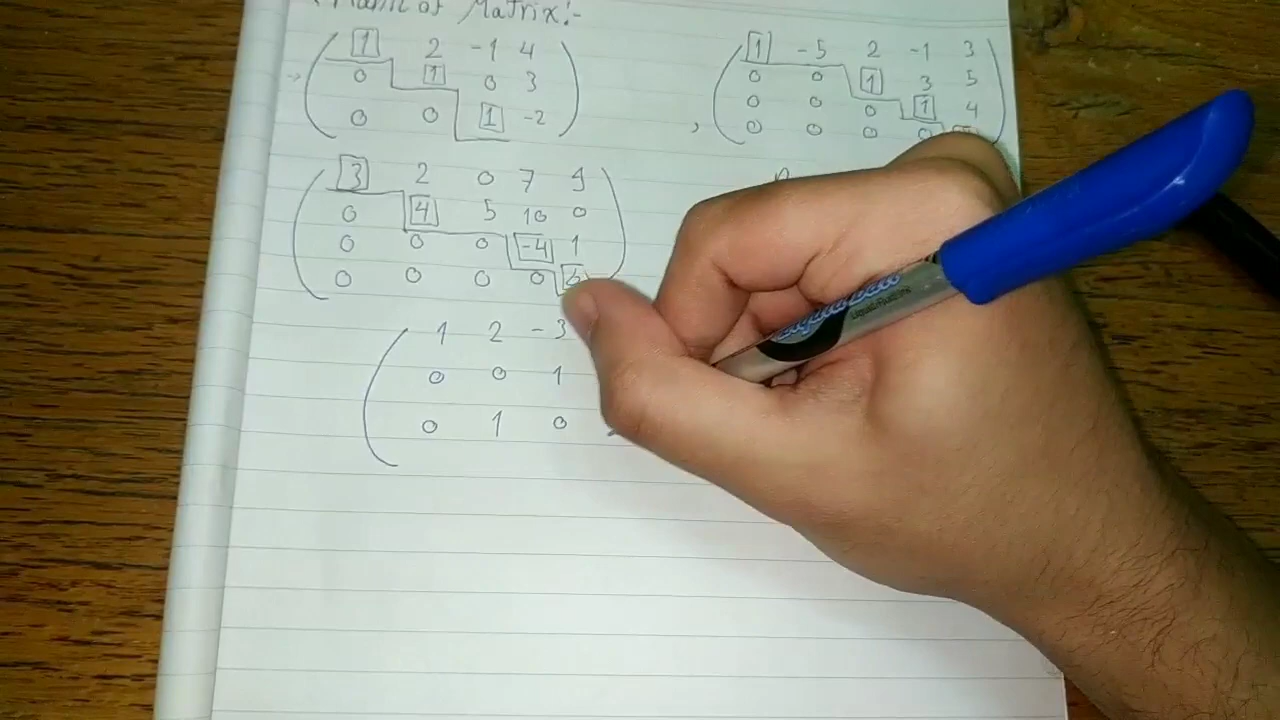 of Matrix:-
1 2 -1 4
0 1 0 3
0 0 1 -2
,
1 -5 2 -1 3
0 0 1 3 5
0 0 0 1 4
0 0 0 0
3 2 0 7 9
0 4 5 10 0
0 0 0 -4 1
0 0 0 0
1 2 -3
0 0 1
0 1 0